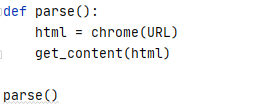 def parse():
    html = chrome(URL)
    get_content(html)

parse()